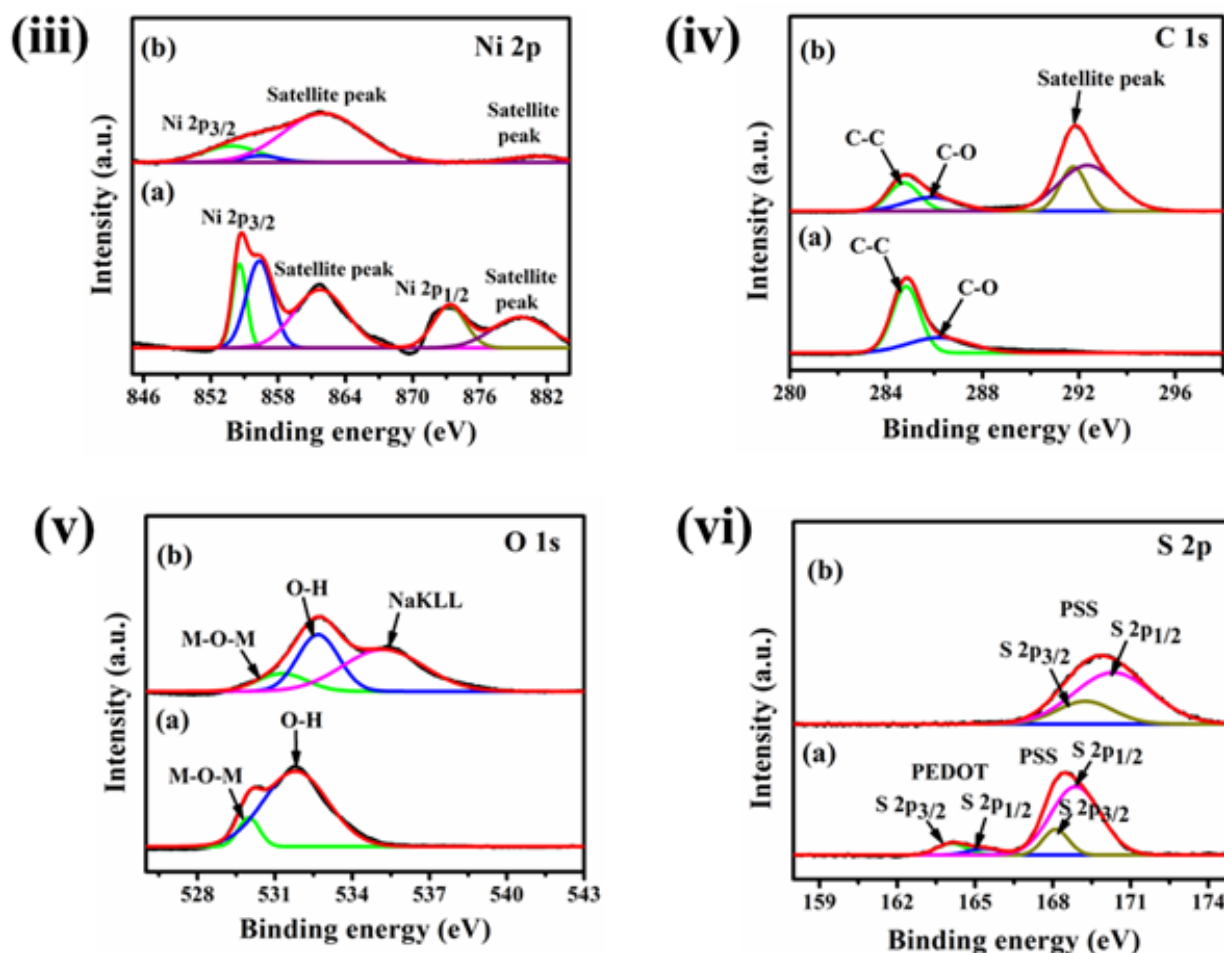 (iii)
(b)
Ni 2p
Ni 2p3/2
Satellite peak
Satellite
peak
(a)
Ni 2p3/2
Satellite peak
Ni 2p1/2
Satellite
peak
Intensity (a.u.)
846 852 858 864 870 876 882
Binding energy (eV)
(iv)
(b)
C 1s
Satellite peak
C-C
C-O
(a)
C-C
C-O
Intensity (a.u.)
280 284 288 292 296
Binding energy (eV)
(v)
(b)
O 1s
O-H
NaKLL
M-O-M
(a)
O-H
M-O-M
Intensity (a.u.)
528 531 534 537 540 543
Binding energy (eV)
(vi)
(b)
S 2p
PSS
S 2p1/2
S 2p3/2
(a)
PEDOT
PSS
S 2p1/2
S 2p3/2
S 2p1/2
S 2p3/2
Intensity (a.u.)
159 162 165 168 171 174
Binding energy (eV)